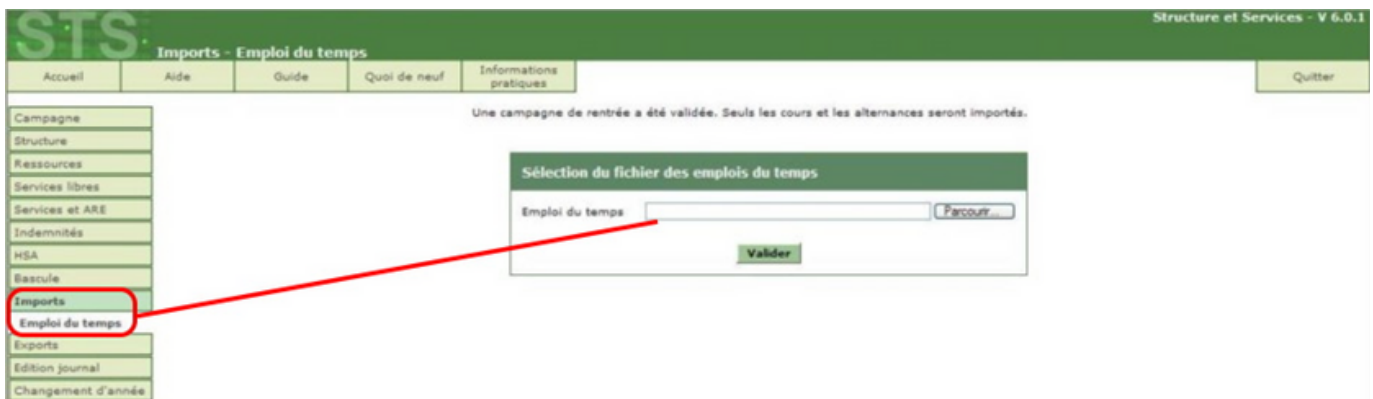 STS
Structure et Services - V 6.0.1
Imports - Emploi du temps
Accueil
Aide
Guide
Quoi de neuf
Informations
pratiques
Quitter
Une campagne de rentrée a été validée. Seuls les cours et les alternances seront importés.
Campagne
Structure
Ressources
Services libres
Services et ARE
Indemnités
HSA
Bascule
Imports
Emploi du temps
Exports
Edition journal
Changement d'année
Sélection du fichier des emplois du temps
Emploi du temps
Parcourir...
Valider